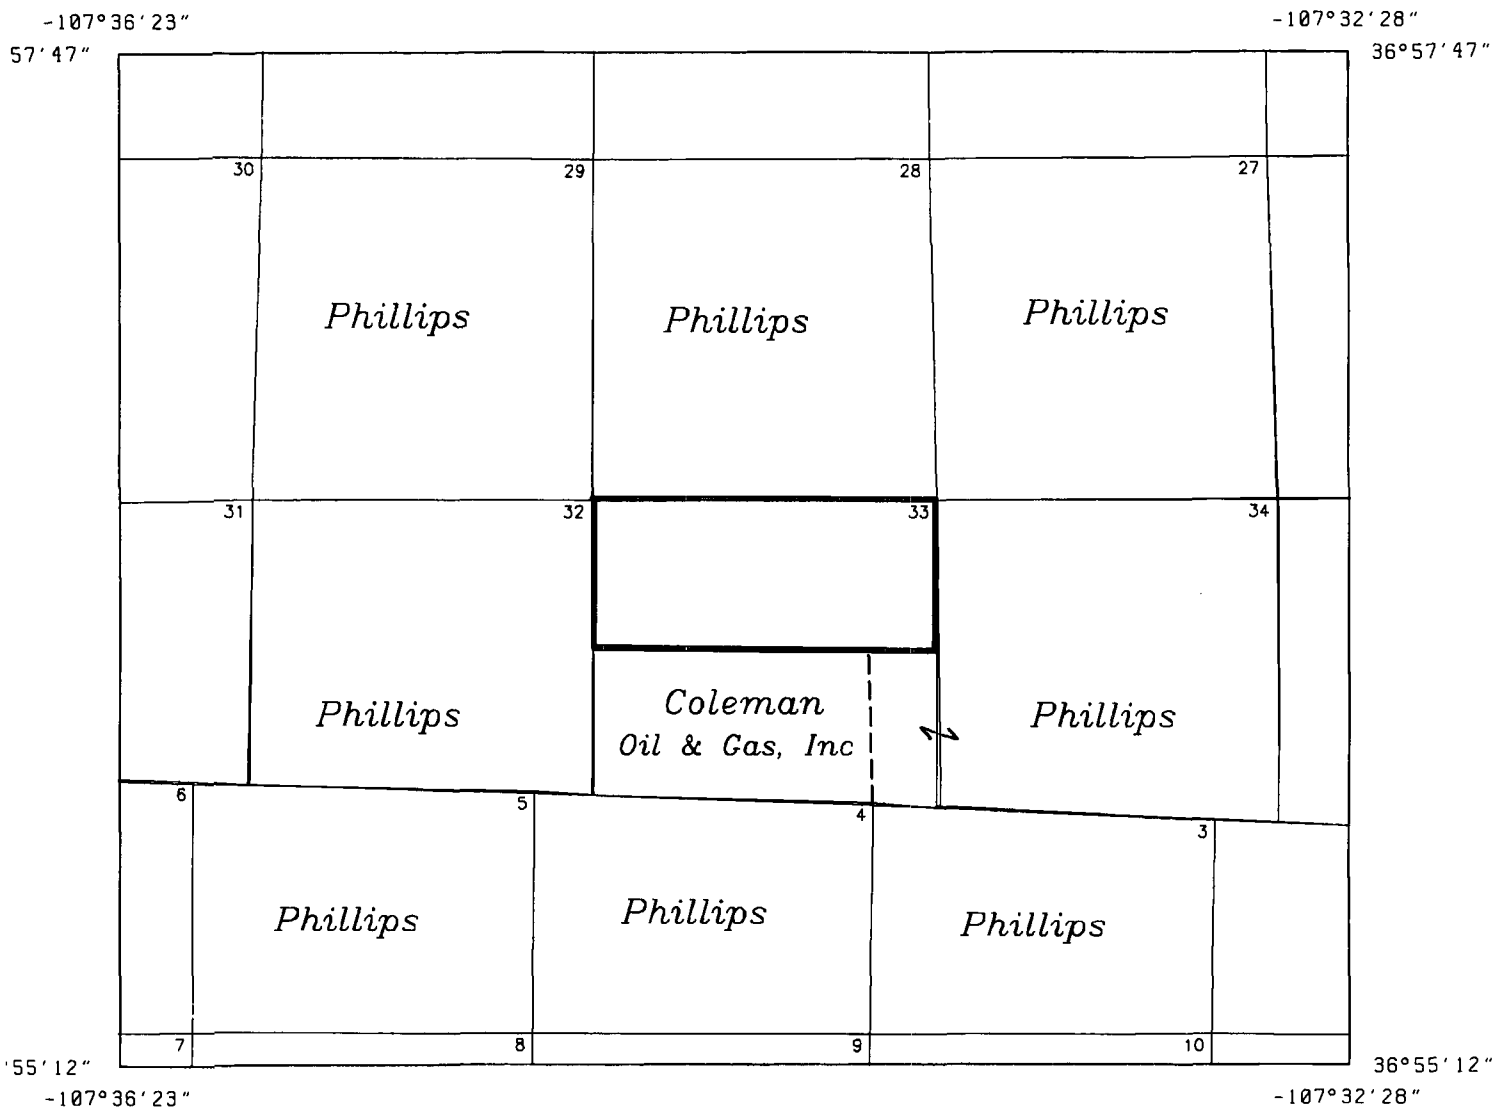 -107°36'23"
-107°32'28"
57'47"
36°57'47"
30
29
28
27
Phillips
Phillips
Phillips
31
32
33
34
Coleman
Oil & Gas, Inc
Phillips
Phillips
6
5
4
3
Phillips
Phillips
Phillips
7
8
9
10
'55'12"
36°55'12"
-107°36'23"
-107°32'28"